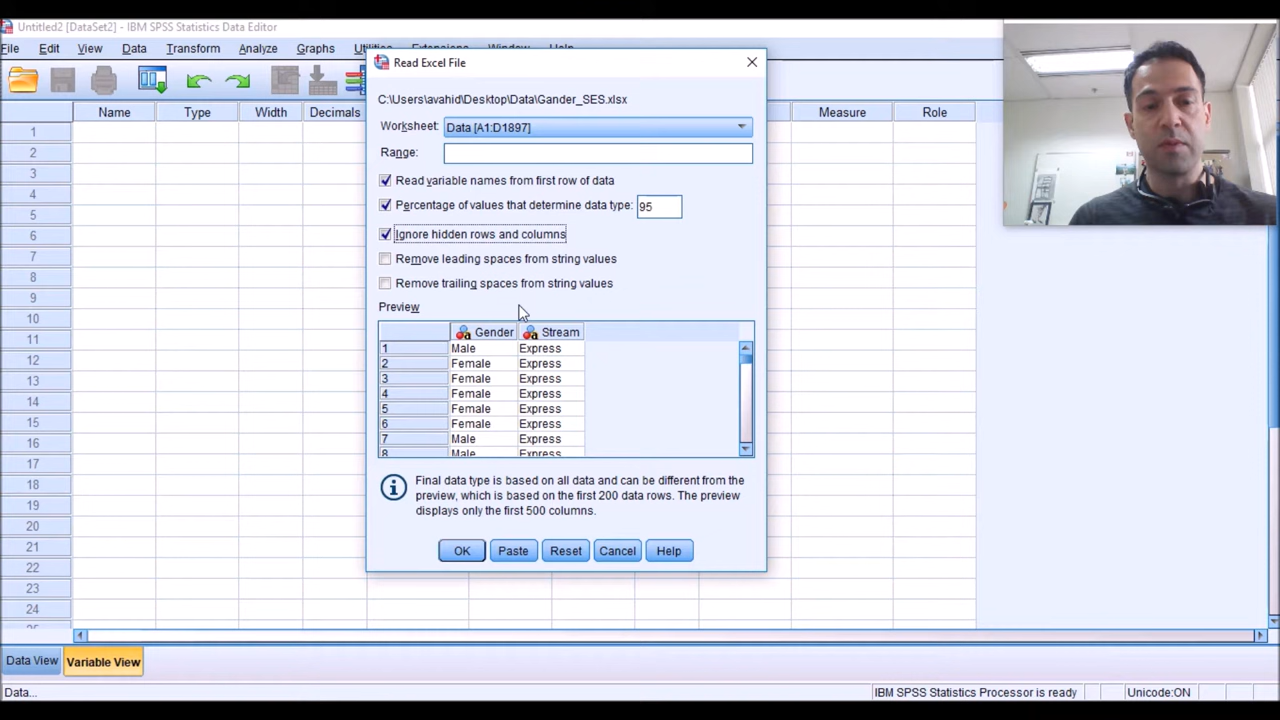 Untitled2 [DataSet2] - IBM SPSS Statistics Data Editor
File Edit View Data Transform Analyze Graphs Utilities Extensions Window Help
Read Excel File
C:\Users\avahid\Desktop\Data\Gander_SES.xlsx
Worksheet: Data [A1:D1897]
Range:
Read variable names from first row of data
Percentage of values that determine data type: 95
Ignore hidden rows and columns
Remove leading spaces from string values
Remove trailing spaces from string values
Preview
Gender Stream
1 Male Express
2 Female Express
3 Female Express
4 Female Express
5 Female Express
6 Female Express
7 Male Express
8 Male Express
Final data type is based on all data and can be different from the
preview, which is based on the first 200 data rows. The preview
displays only the first 500 columns.
OK Paste Reset Cancel Help
Name Type Width Decimals Measure Role
1
2
3
4
5
6
7
8
9
10
11
12
13
14
15
16
17
18
19
20
21
22
23
24
25
Data View Variable View
Data... IBM SPSS Statistics Processor is ready Unicode:ON